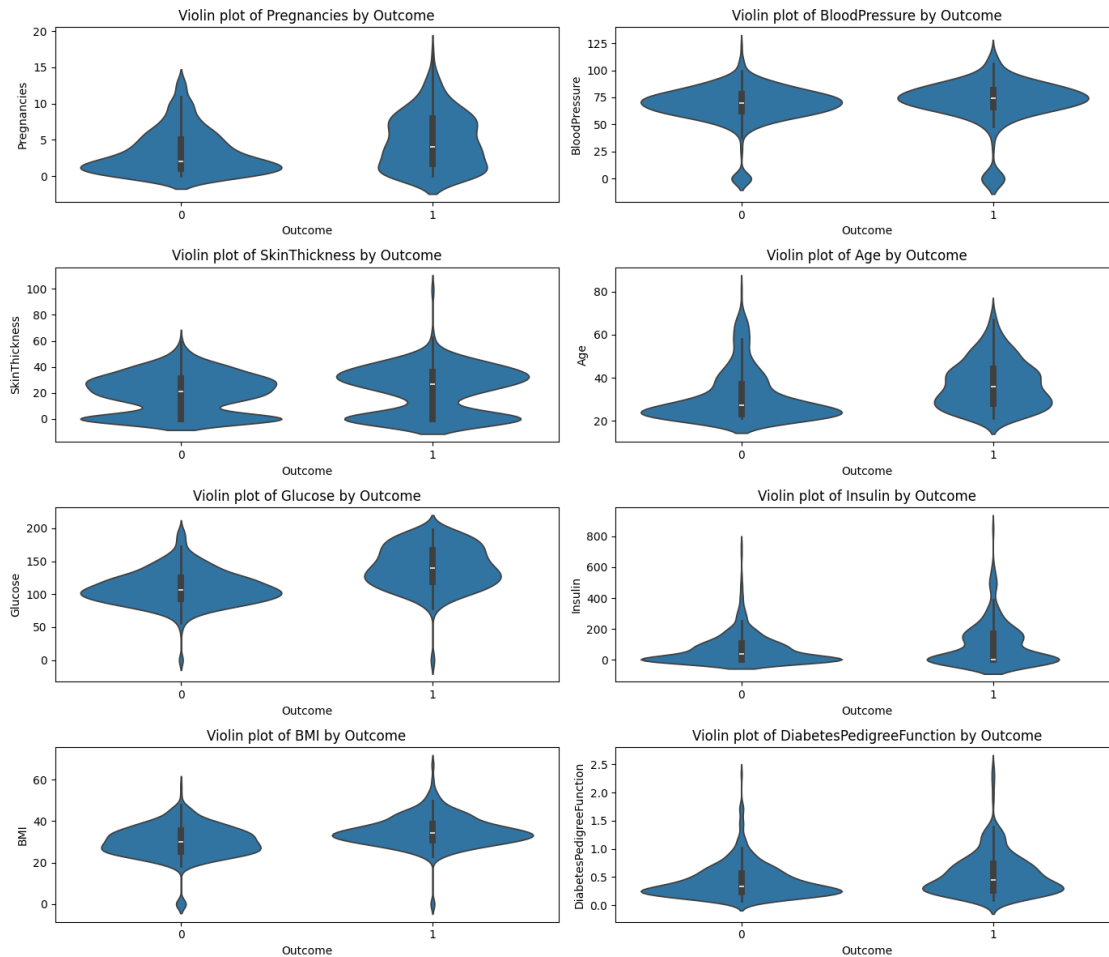 Violin plot of Pregnancies by Outcome
Pregnancies
20
15
10
5
0
0 1
Outcome
Violin plot of BloodPressure by Outcome
BloodPressure
125
100
75
50
25
0
0 1
Outcome
Violin plot of SkinThickness by Outcome
SkinThickness
100
80
60
40
20
0
0 1
Outcome
Violin plot of Age by Outcome
Age
80
60
40
20
0 1
Outcome
Violin plot of Glucose by Outcome
Glucose
200
150
100
50
0
0 1
Outcome
Violin plot of Insulin by Outcome
Insulin
800
600
400
200
0
0 1
Outcome
Violin plot of BMI by Outcome
BMI
60
40
20
0
0 1
Outcome
Violin plot of DiabetesPedigreeFunction by Outcome
DiabetesPedigreeFunction
2.5
2.0
1.5
1.0
0.5
0.0
0 1
Outcome